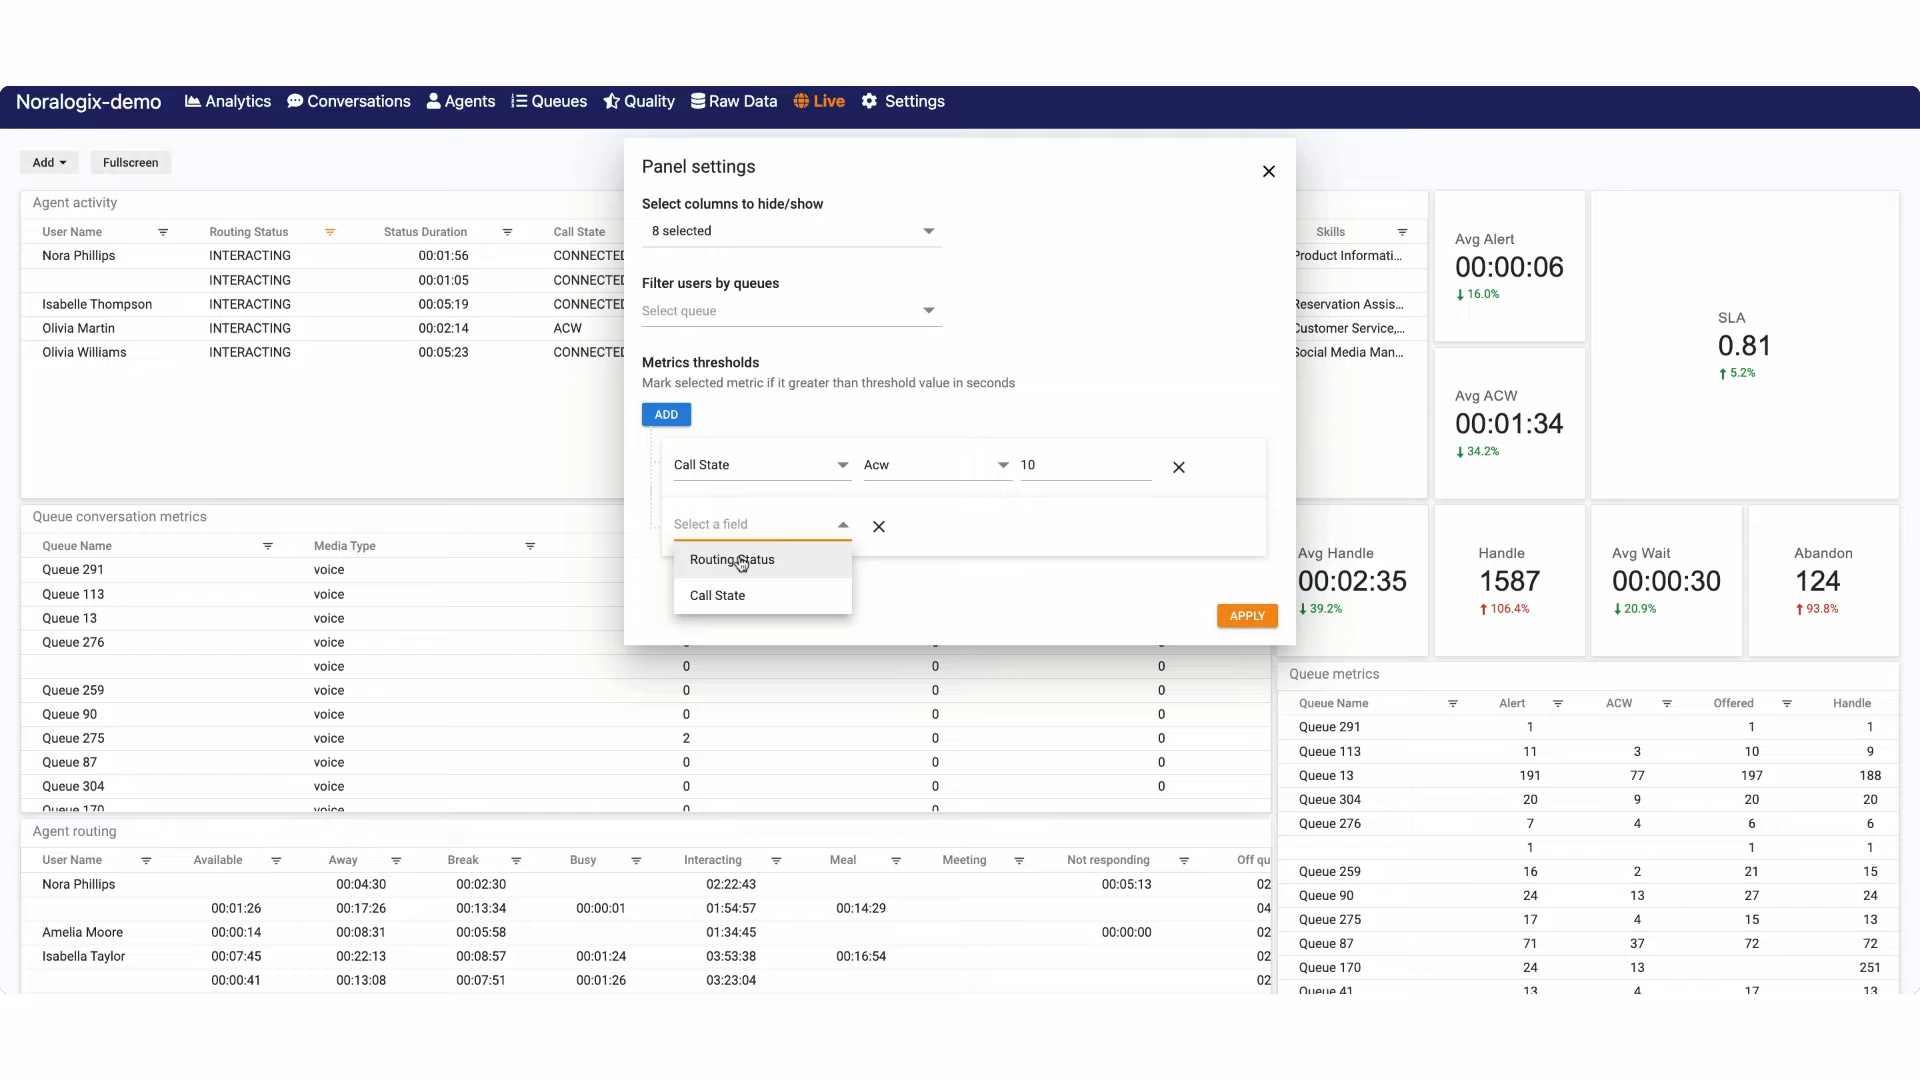 Noralogix-demo Analytics Conversations Agents Queues Quality Raw Data Live Settings
Add Fullscreen
Agent activity
User Name Routing Status Status Duration Call State
Nora Phillips INTERACTING 00:01:56 CONNECTED
INTERACTING 00:01:05 CONNECTED
Isabelle Thompson INTERACTING 00:05:19 CONNECTED
Olivia Martin INTERACTING 00:02:14 ACW
Olivia Williams INTERACTING 00:05:23 CONNECTED
Panel settings
Select columns to hide/show
8 selected
Filter users by queues
Select queue
Metrics thresholds
Mark selected metric if it greater than threshold value in seconds
ADD
Call State Acw 10
Select a field
Routing Status
Call State
APPLY
Skills
Product Informati...
Reservation Assis...
Customer Service,...
Social Media Man...
Avg Alert
00:00:06
16.0%
Avg ACW
00:01:34
34.2%
SLA
0.81
5.2%
Avg Handle
00:02:35
39.2%
Handle
1587
106.4%
Avg Wait
00:00:30
20.9%
Abandon
124
93.8%
Queue conversation metrics
Queue Name Media Type
Queue 291 voice
Queue 113 voice
Queue 13 voice
Queue 276 voice
voice 0 0 0
Queue 259 voice 0 0 0
Queue 90 voice 0 0 0
Queue 275 voice 2 0 0
Queue 87 voice 0 0 0
Queue 304 voice 0 0 0
Queue 170 voice 0 0
Agent routing
User Name Available Away Break Busy Interacting Meal Meeting Not responding Off qu
Nora Phillips 00:04:30 00:02:30 02:22:43 00:05:13 02
00:01:26 00:17:26 00:13:34 00:00:01 01:54:57 00:14:29 04
Amelia Moore 00:00:14 00:08:31 00:05:58 01:34:45 00:00:00 02
Isabella Taylor 00:07:45 00:22:13 00:08:57 00:01:24 03:53:38 00:16:54 02
00:00:41 00:13:08 00:07:51 00:01:26 03:23:04 02
Queue metrics
Queue Name Alert ACW Offered Handle
Queue 291 1 1 1
Queue 113 11 3 10 9
Queue 13 191 77 197 188
Queue 304 20 9 20 20
Queue 276 7 4 6 6
1 1 1
Queue 259 16 2 21 15
Queue 90 24 13 27 24
Queue 275 17 4 15 13
Queue 87 71 37 72 72
Queue 170 24 13 251
Queue 41 13 4 17 13